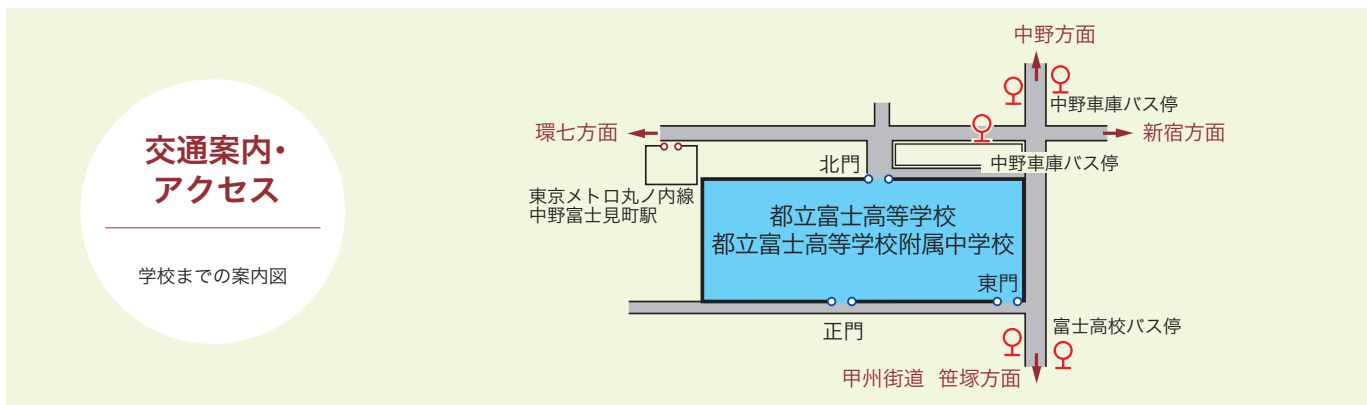 交通案内・
アクセス
学校までの案内図
中野方面
中野車庫バス停
環七方面
新宿方面
北門
中野車庫バス停
東京メトロ丸ノ内線
中野富士見町駅
都立富士高等学校
都立富士高等学校附属中学校
東門
正門
富士高校バス停
甲州街道 笹塚方面